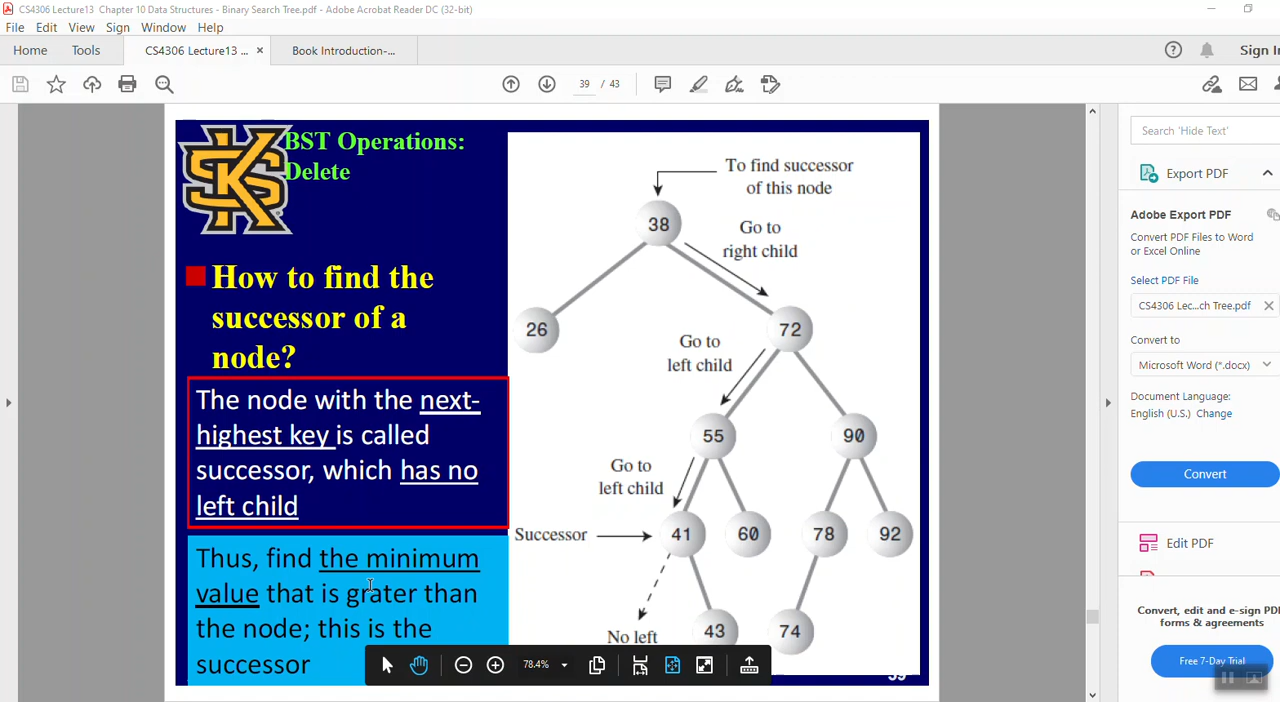 CS4306 Lecture13  Chapter 10 Data Structures - Binary Search Tree.pdf - Adobe Acrobat Reader DC (32-bit)
File Edit View Sign Window Help
Home Tools CS4306 Lecture13 ... × Book Introduction-...
? Sign In
39 / 43
BST Operations:
Delete
KS
How to find the
successor of a
node?
The node with the next-
highest key is called
successor, which has no
left child
Thus, find the minimum
value that is grater than
the node; this is the
successor
To find successor
of this node
38
Go to
right child
26
72
Go to
left child
55
90
Go to
left child
Successor
41
60
78
92
No left
43
74
39
78.4%
Search 'Hide Text'
Export PDF
Adobe Export PDF
Convert PDF Files to Word
or Excel Online
Select PDF File
CS4306 Lec...ch Tree.pdf ×
Convert to
Microsoft Word (*.docx)
Document Language:
English (U.S.) Change
Convert
Edit PDF
Convert, edit and e-sign PD
forms & agreements
Free 7-Day Trial